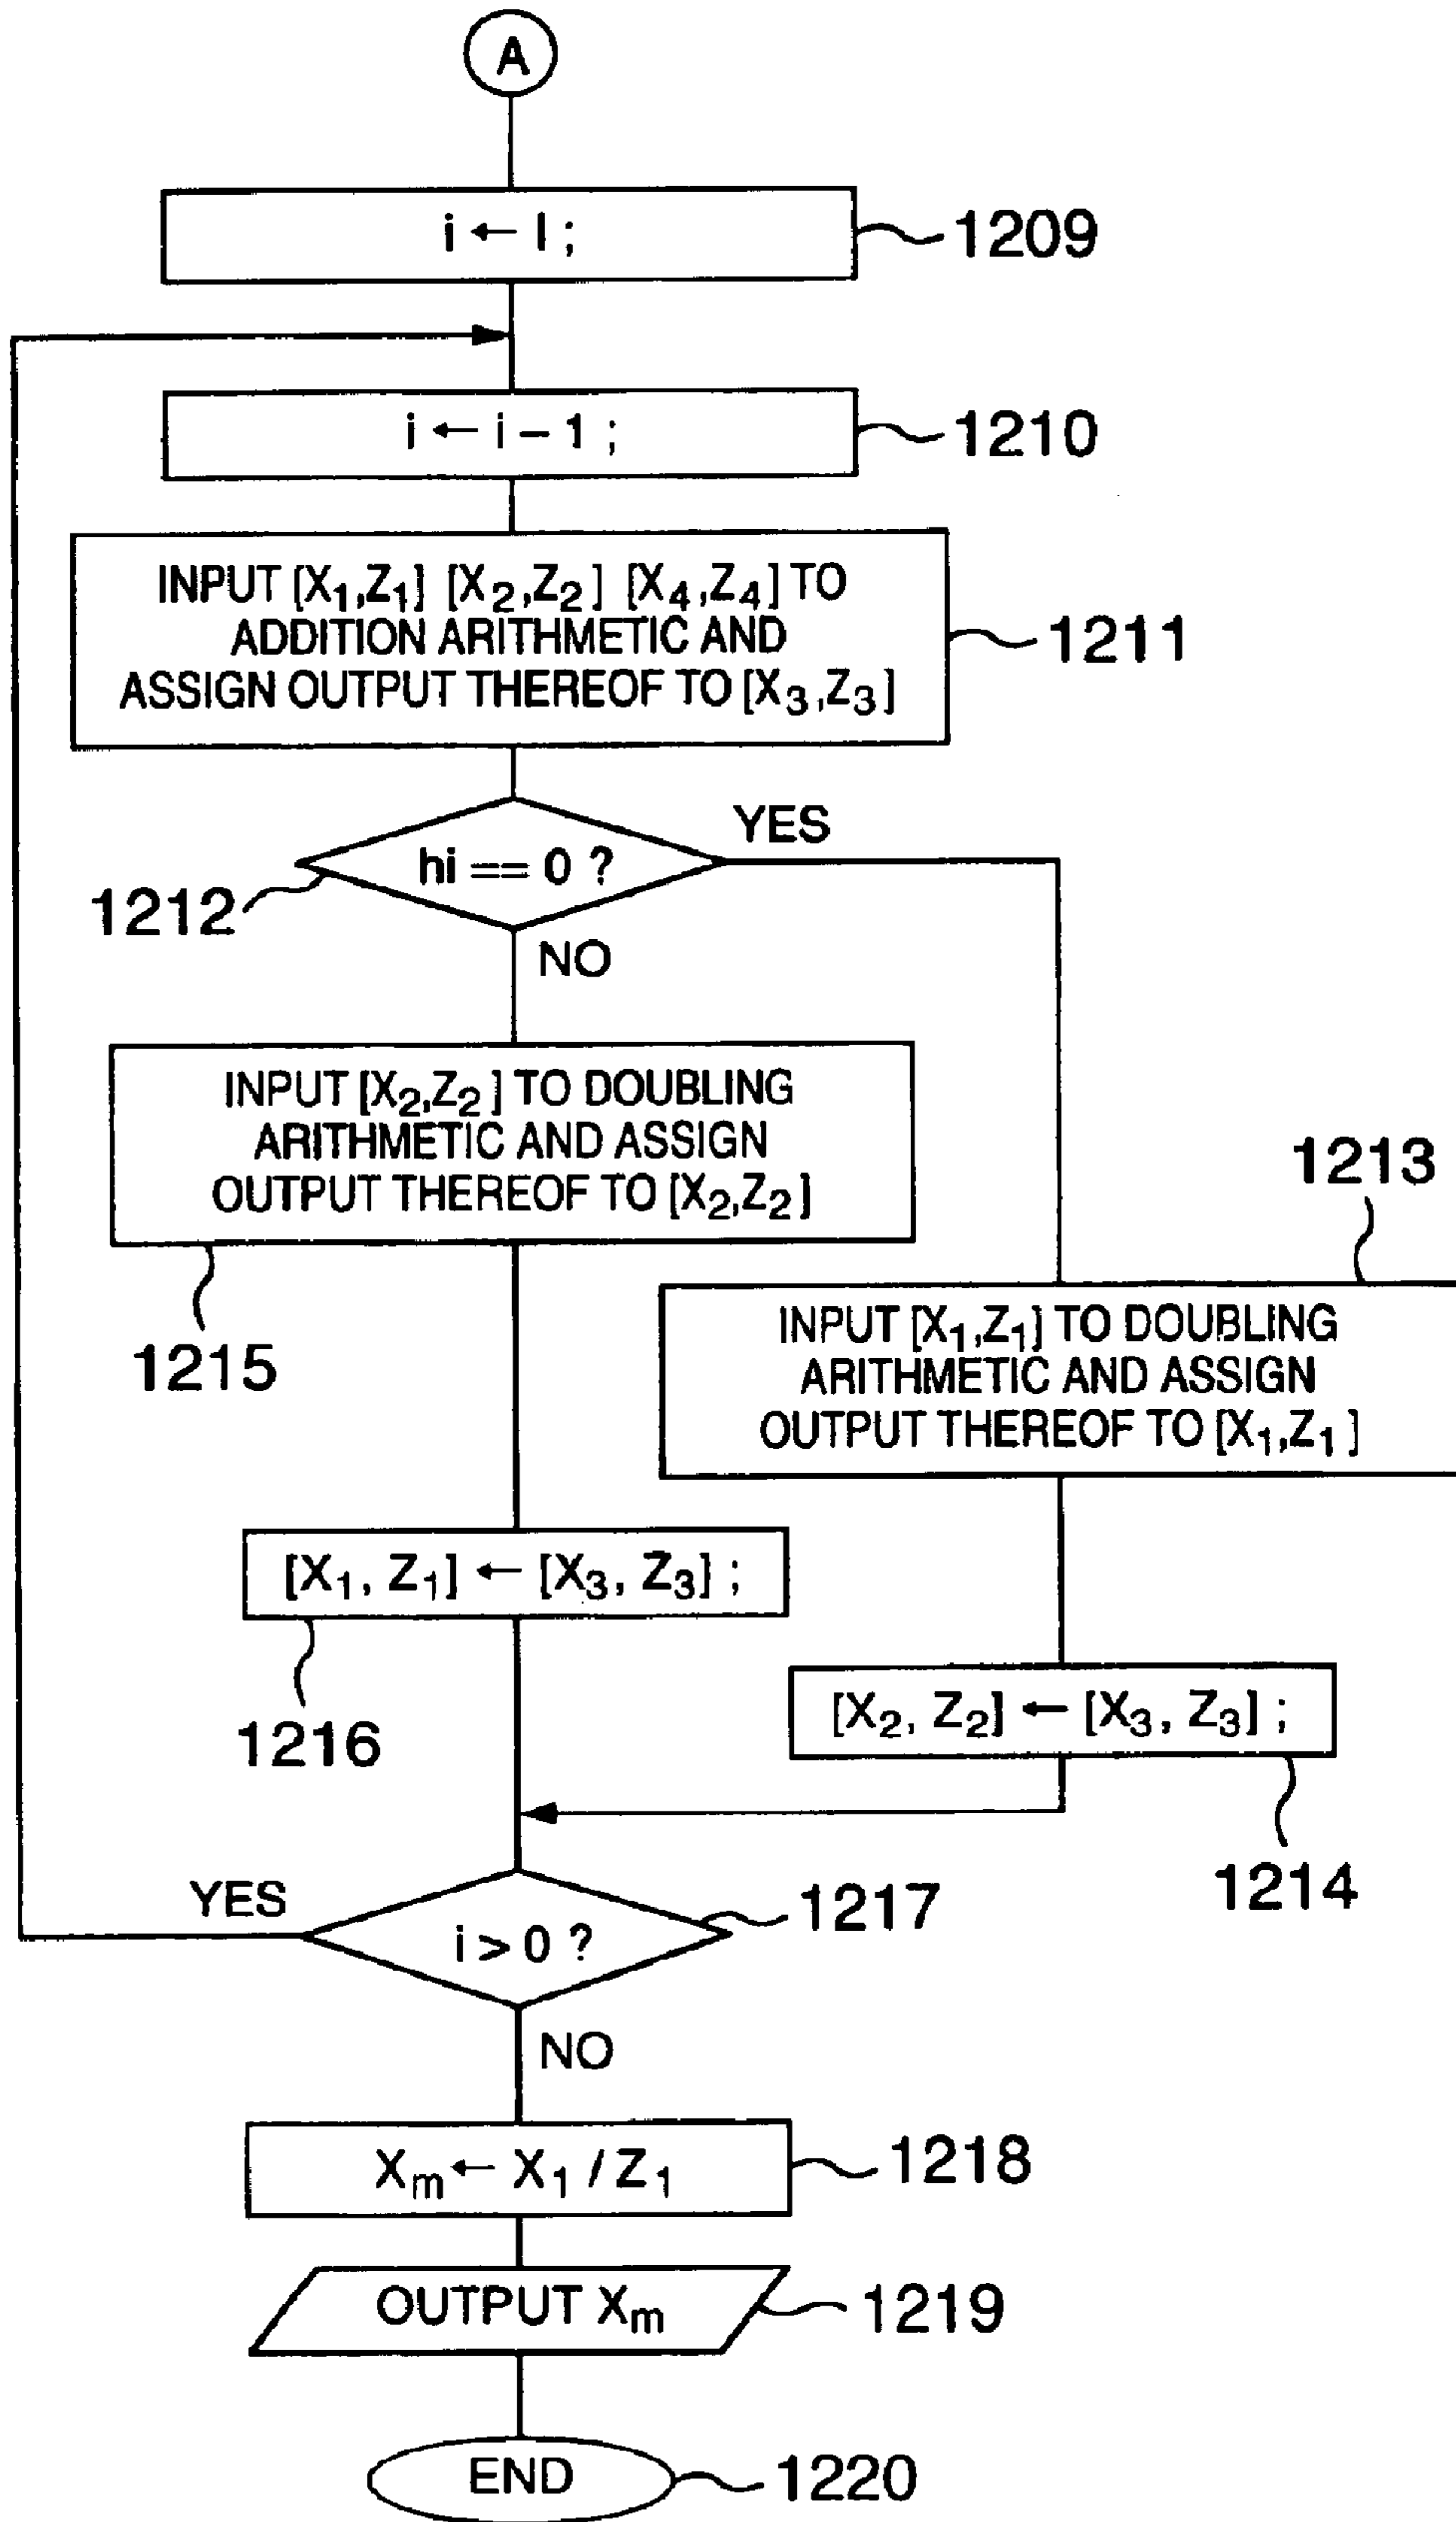 A
i ← l ;
1209
i ← i – 1 ;
1210
INPUT [X₁,Z₁] [X₂,Z₂] [X₄,Z₄] TO
ADDITION ARITHMETIC AND
ASSIGN OUTPUT THEREOF TO [X₃,Z₃]
1211
YES
hi == 0 ?
1212
NO
INPUT [X₂,Z₂] TO DOUBLING
ARITHMETIC AND ASSIGN
OUTPUT THEREOF TO [X₂,Z₂]
1215
1213
INPUT [X₁,Z₁] TO DOUBLING
ARITHMETIC AND ASSIGN
OUTPUT THEREOF TO [X₁,Z₁]
[X₁, Z₁] ← [X₃, Z₃] ;
1216
[X₂, Z₂] ← [X₃, Z₃] ;
1214
YES
i > 0 ?
1217
NO
Xₘ ← X₁ / Z₁
1218
OUTPUT Xₘ
1219
END
1220